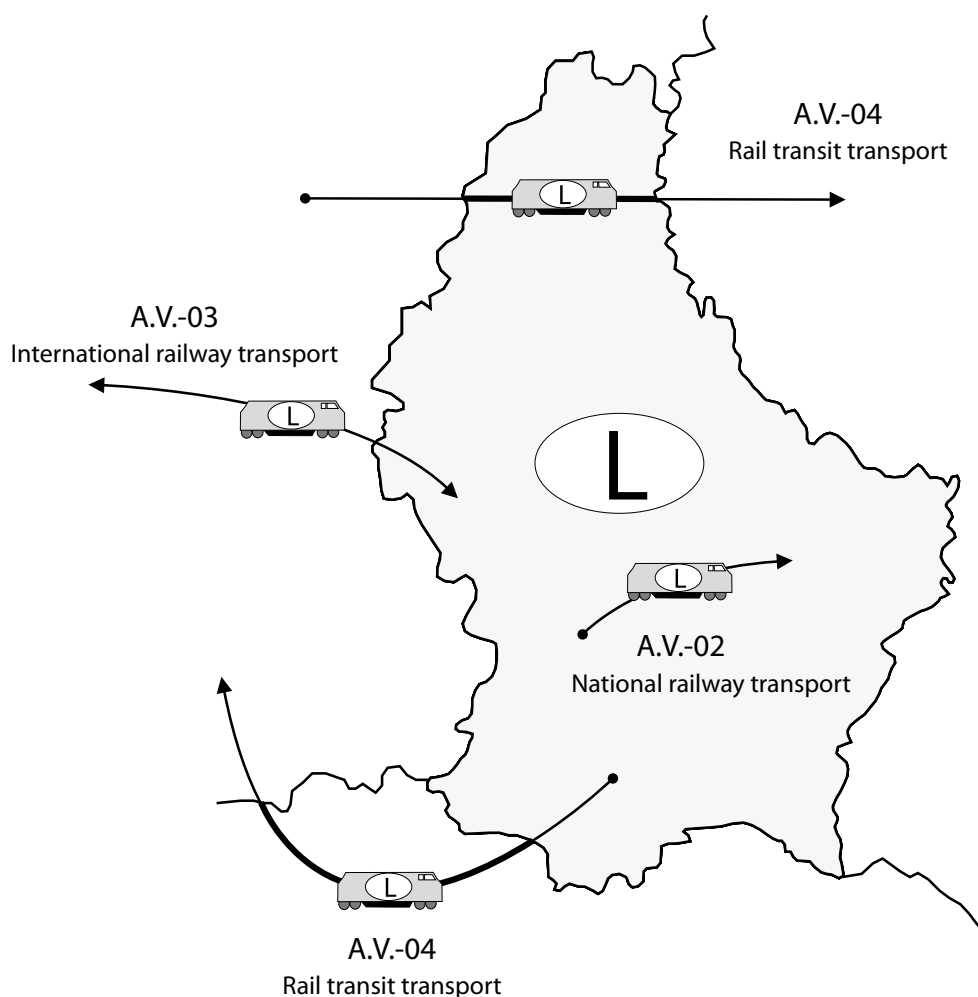 A.V.-04
Rail transit transport
L
A.V.-03
International railway transport
L
L
L
A.V.-02
National railway transport
L
A.V.-04
Rail transit transport